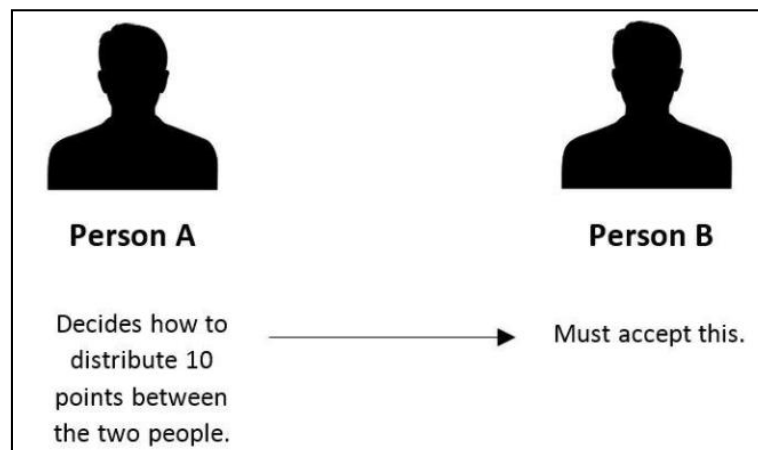 Person A
Person B
Decides how to
distribute 10
points between
the two people.
Must accept this.